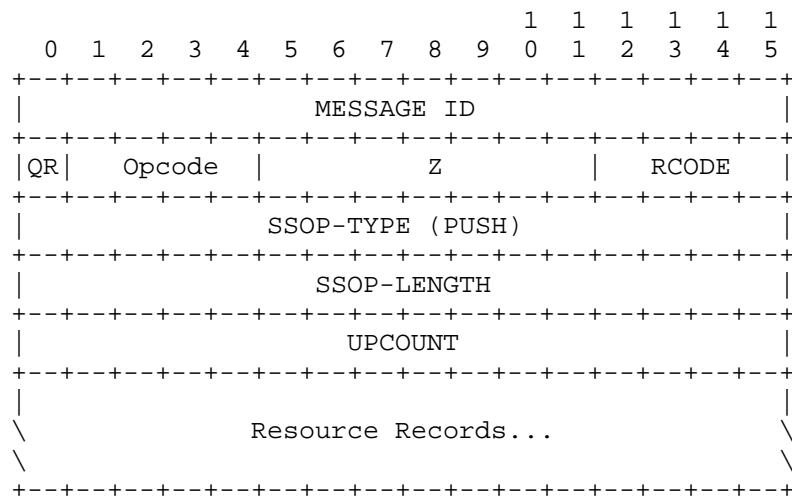 1  1  1  1  1  1
   0  1  2  3  4  5  6  7  8  9  0  1  2  3  4  5
+--+--+--+--+--+--+--+--+--+--+--+--+--+--+--+--+
|                  MESSAGE ID                   |
+--+--+--+--+--+--+--+--+--+--+--+--+--+--+--+--+
|QR|   Opcode  |         Z          |   RCODE   |
+--+--+--+--+--+--+--+--+--+--+--+--+--+--+--+--+
|               SSOP-TYPE (PUSH)                |
+--+--+--+--+--+--+--+--+--+--+--+--+--+--+--+--+
|                  SSOP-LENGTH                  |
+--+--+--+--+--+--+--+--+--+--+--+--+--+--+--+--+
|                    UPCOUNT                    |
+--+--+--+--+--+--+--+--+--+--+--+--+--+--+--+--+
|                                               |
\              Resource Records...              \
\                                               \
+--+--+--+--+--+--+--+--+--+--+--+--+--+--+--+--+